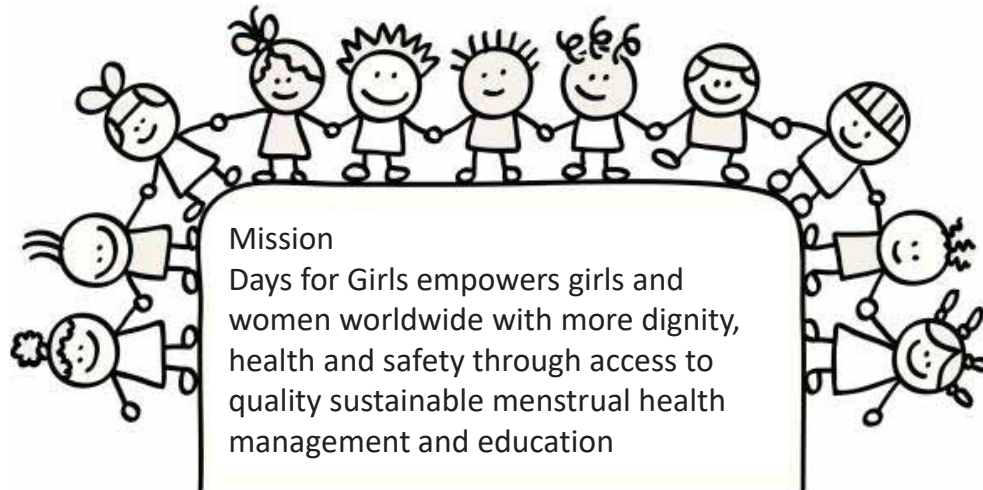 Mission
Days for Girls empowers girls and
women worldwide with more dignity,
health and safety through access to
quality sustainable menstrual health
management and education